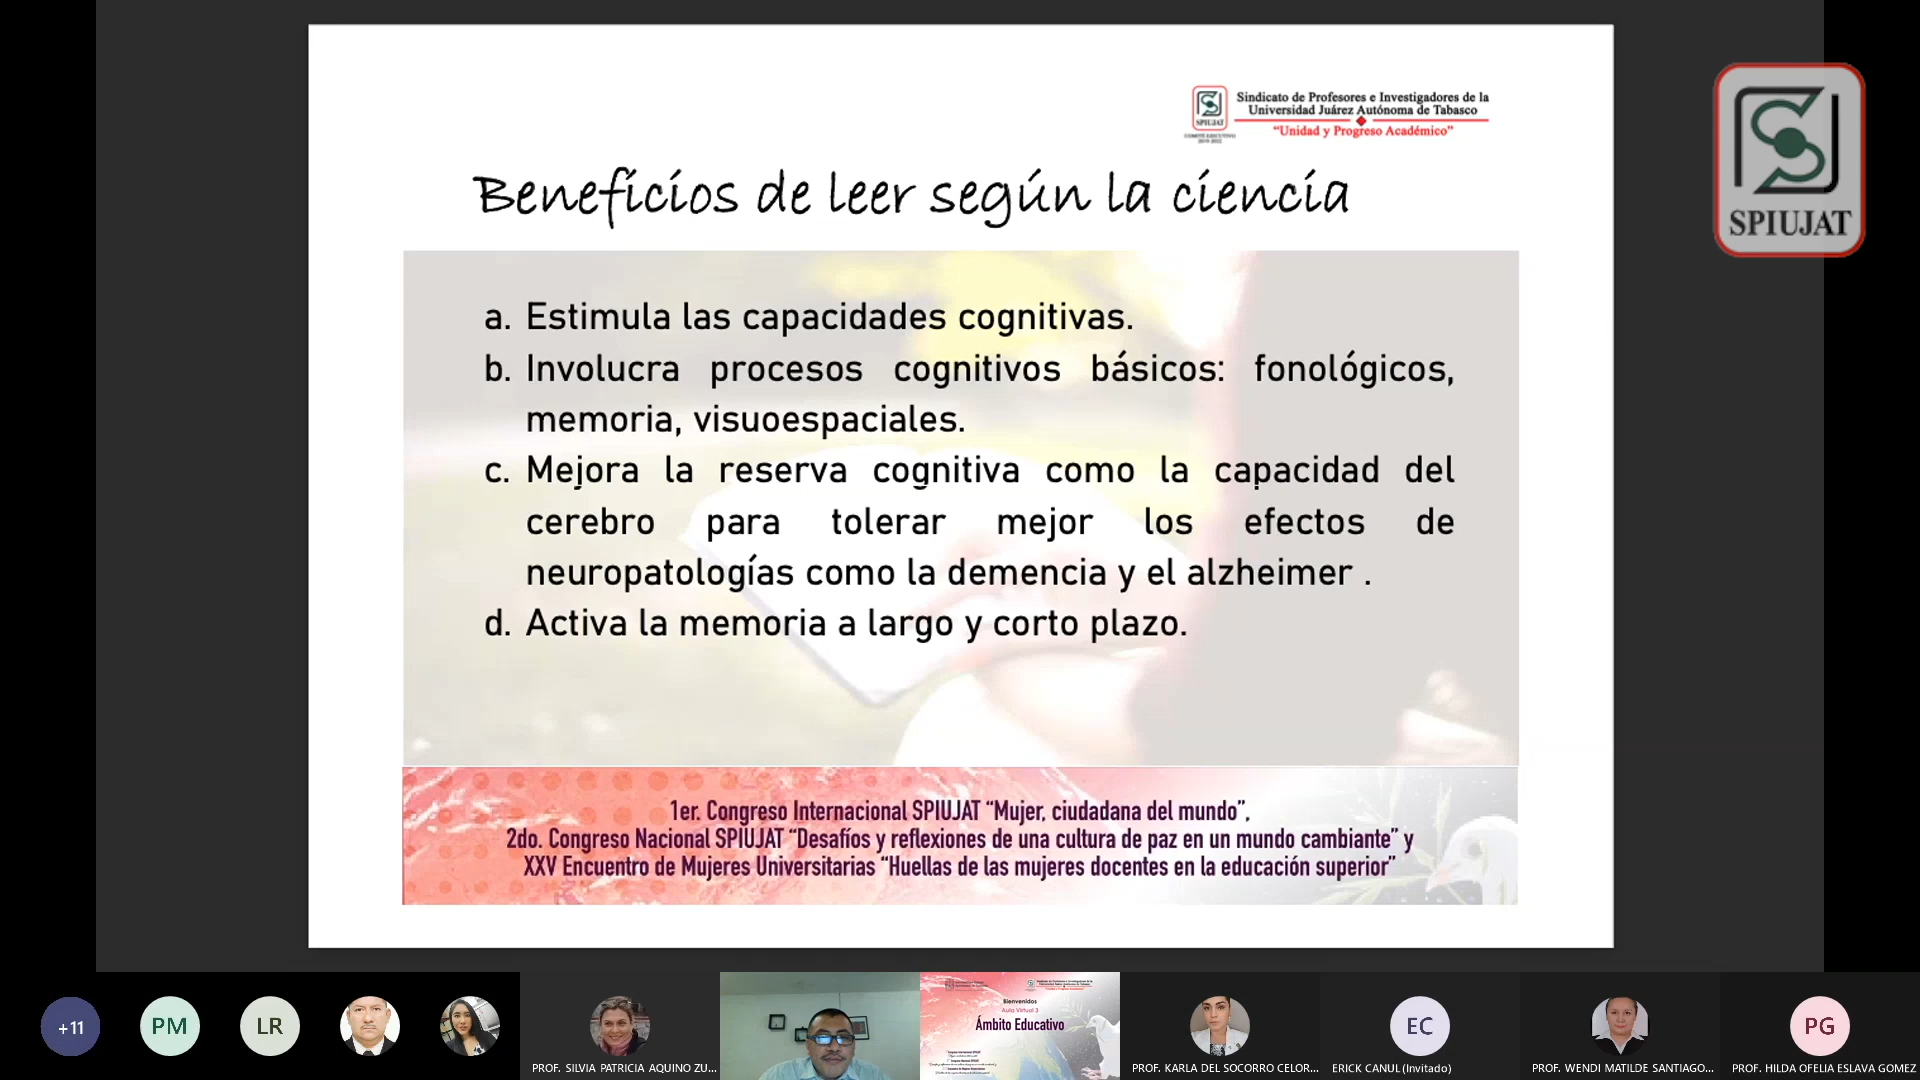 Sindicato de Profesores e Investigadores de la
Universidad Juárez Autónoma de Tabasco
“Unidad y Progreso Académico”
SPIUJAT
COMITÉ EJECUTIVO
2019-2022
SPIUJAT
Beneficios de leer según la ciencia
a. Estimula las capacidades cognitivas.
b. Involucra procesos cognitivos básicos: fonológicos,
memoria, visuoespaciales.
c. Mejora la reserva cognitiva como la capacidad del
cerebro para tolerar mejor los efectos de
neuropatologías como la demencia y el alzheimer .
d. Activa la memoria a largo y corto plazo.
1er. Congreso Internacional SPIUJAT “Mujer, ciudadana del mundo”,
2do. Congreso Nacional SPIUJAT “Desafíos y reflexiones de una cultura de paz en un mundo cambiante” y
XXV Encuentro de Mujeres Universitarias “Huellas de las mujeres docentes en la educación superior”
+11
PM
LR
PROF. SILVIA PATRICIA AQUINO ZU...
Bienvenidos
Aula Virtual 3
Ámbito Educativo
PROF. KARLA DEL SOCORRO CELOR...
EC
ERICK CANUL (Invitado)
PROF. WENDI MATILDE SANTIAGO...
PG
PROF. HILDA OFELIA ESLAVA GOMEZ